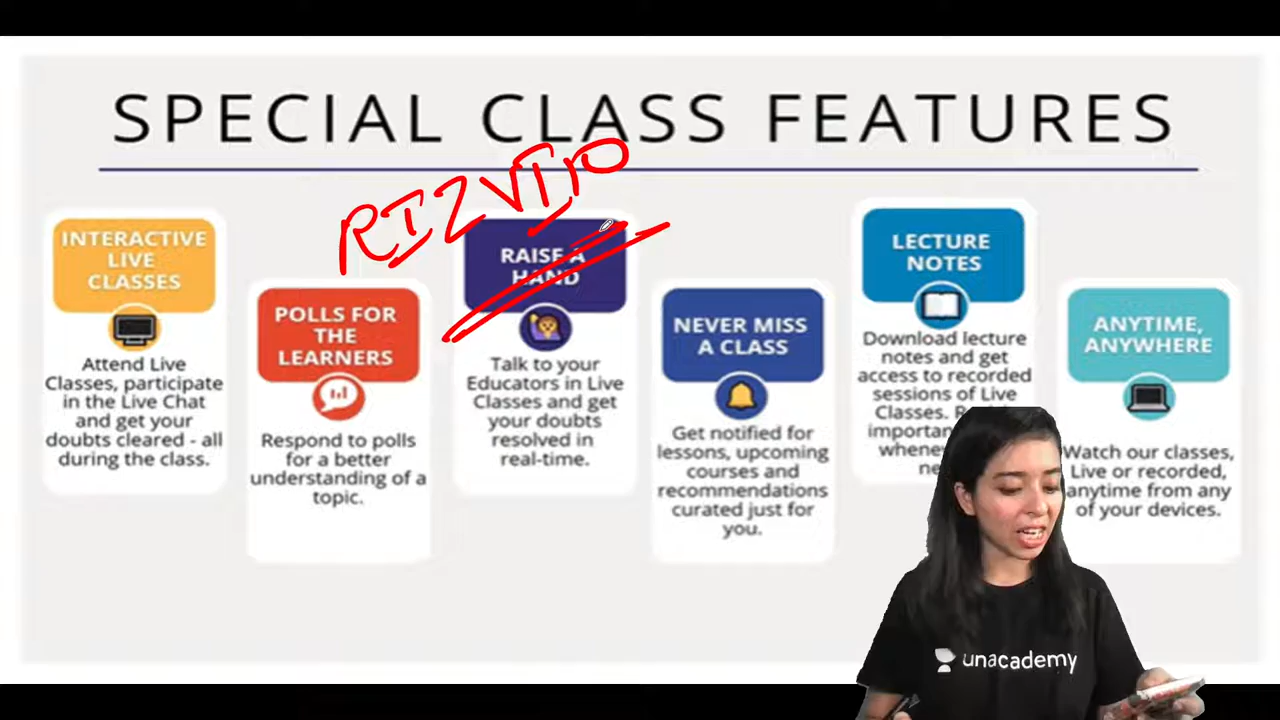 SPECIAL CLASS FEATURES
RIZVI10
INTERACTIVE
LIVE
CLASSES
Attend Live
Classes, participate
in the Live Chat
and get your
doubts cleared - all
during the class.
POLLS FOR
THE
LEARNERS
Respond to polls
for a better
understanding of a
topic.
RAISE A
HAND
Talk to your
Educators in Live
Classes and get
your doubts
resolved in
real-time.
NEVER MISS
A CLASS
Get notified for
lessons, upcoming
courses and
recommendations
curated just for
you.
LECTURE
NOTES
Download lecture
notes and get
access to recorded
sessions of Live
Classes.
ANYTIME,
ANYWHERE
Watch our classes,
Live or recorded,
anytime from any
of your devices.
unacademy